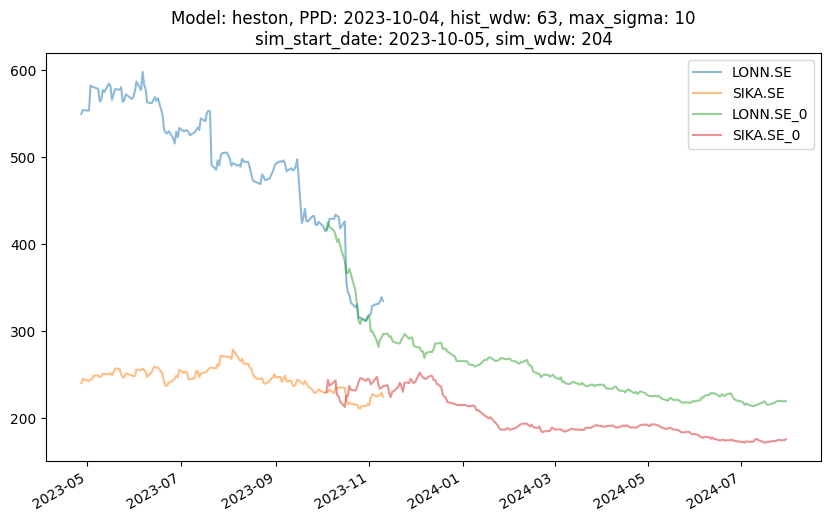 Model: heston, PPD: 2023-10-04, hist_wdw: 63, max_sigma: 10
sim_start_date: 2023-10-05, sim_wdw: 204
LONN.SE
SIKA.SE
LONN.SE_0
SIKA.SE_0
600
500
400
300
200
2023-05
2023-07
2023-09
2023-11
2024-01
2024-03
2024-05
2024-07